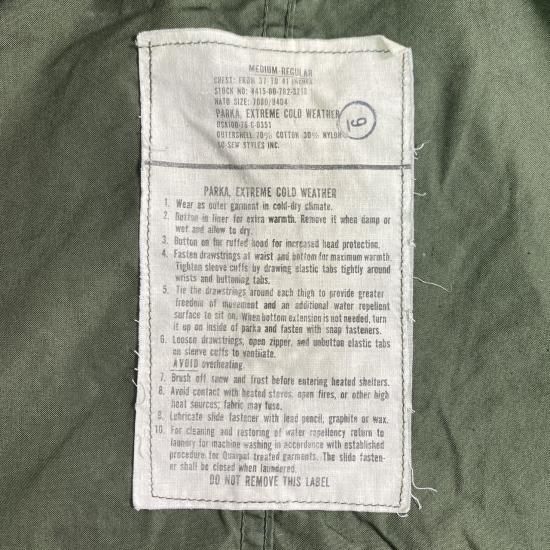 MEDIUM-REGULAR
CHEST: FROM 37 TO 41 INCHES
STOCK NO: 8415-00-782-3218
NATO SIZE: 7080/9404
PARKA, EXTREME COLD WEATHER
DSA100-76-C-0351
OUTERSHELL 70% COTTON 30% NYLON
SO-SEW STYLES INC.
6
PARKA, EXTREME COLD WEATHER
1. Wear as outer garment in cold-dry climate.
2. Button in liner for extra warmth. Remove it when damp or
wet and allow to dry.
3. Button on fur ruffed hood for increased head protection.
4. Fasten drawstrings at waist and bottom for maximum warmth.
Tighten sleeve cuffs by drawing elastic tabs tightly around
wrists and buttoning tabs.
5. Tie the drawstrings around each thigh to provide greater
freedom of movement and an additional water repellent
surface to sit on. When bottom extension is not needed, turn
it up on inside of parka and fasten with snap fasteners.
6. Loosen drawstrings, open zipper, and unbutton elastic tabs
on sleeve cuffs to ventilate.
AVOID overheating.
7. Brush off snow and frost before entering heated shelters.
8. Avoid contact with heated stoves, open fires, or other high
heat sources; fabric may fuse.
9. Lubricate slide fastener with lead pencil, graphite or wax.
10. For cleaning and restoring of water repellency return to
laundry for machine washing in accordance with established
procedure for Quarpel treated garments. The slide fasten-
er shall be closed when laundered.
DO NOT REMOVE THIS LABEL